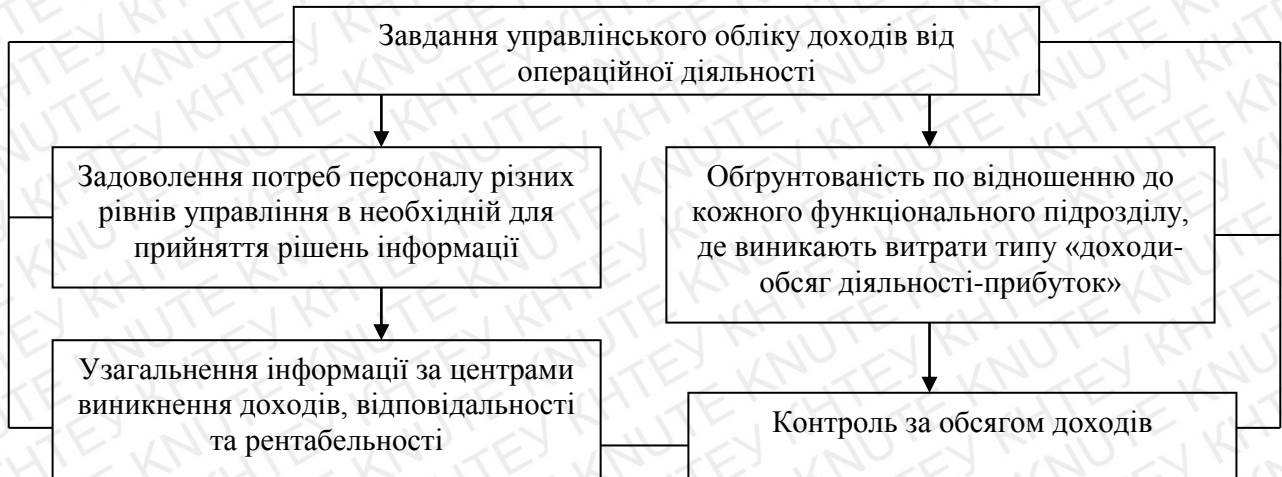 Завдання управлінського обліку доходів від
операційної діяльності
Задоволення потреб персоналу різних
рівнів управління в необхідній для
прийняття рішень інформації
Обґрунтованість по відношенню до
кожного функціонального підрозділу,
де виникають витрати типу «доходи-
обсяг діяльності-прибуток»
Узагальнення інформації за центрами
виникнення доходів, відповідальності
та рентабельності
Контроль за обсягом доходів